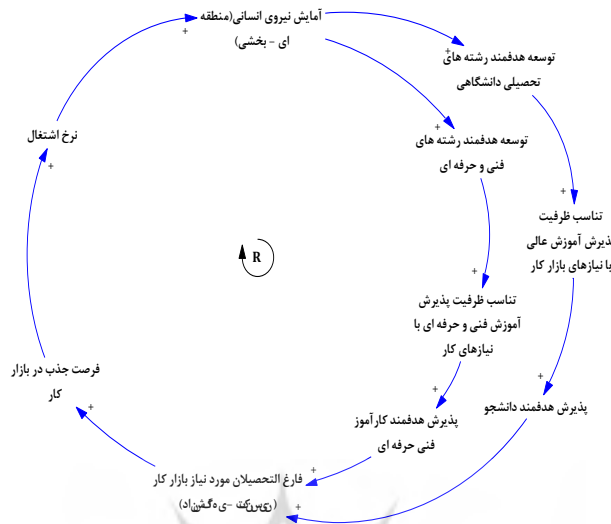 آمایش نیروی انسانی(منطقه
ای - بخشی)
توسعه هدفمند رشته های
تحصیلی دانشگاهی
توسعه هدفمند رشته های
فنی و حرفه ای
نرخ اشتغال
تناسب ظرفیت
پذیرش آموزش عالی
با نیازهای بازار کار
R
تناسب ظرفیت پذیرش
آموزش فنی و حرفه ای با
نیازهای کار
فرصت جذب در بازار
کار
پذیرش هدفمند دانشجو
پذیرش هدفمند کارآموز
فنی حرفه ای
فارغ التحصیلان مورد نیاز بازار کار